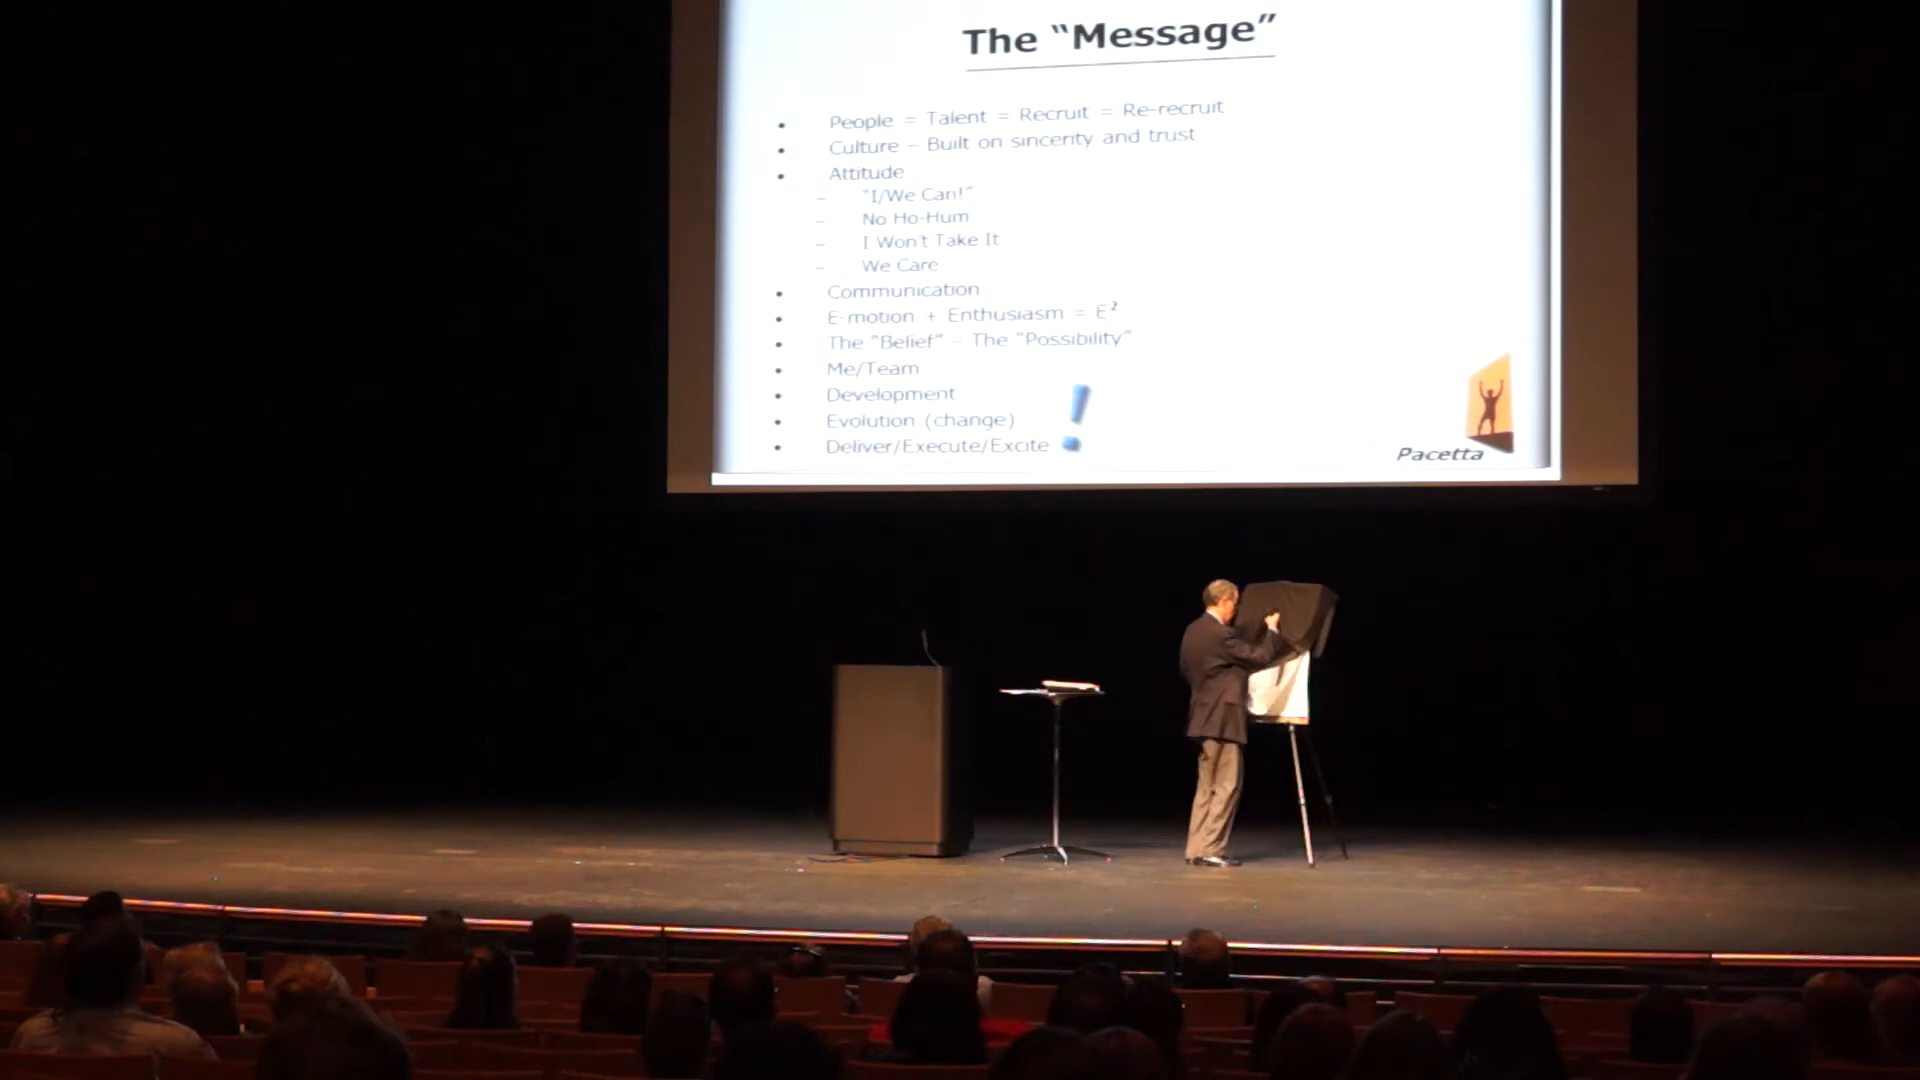 The “Message”
• People = Talent = Recruit = Re-recruit
• Culture – Built on sincerity and trust
• Attitude
– “I/We Can!”
– No Ho-Hum
– I Won't Take It
– We Care
• Communication
• E-motion + Enthusiasm = E²
• The “Belief” – The “Possibility”
• Me/Team
• Development
• Evolution (change)
• Deliver/Execute/Excite !
Pacetta